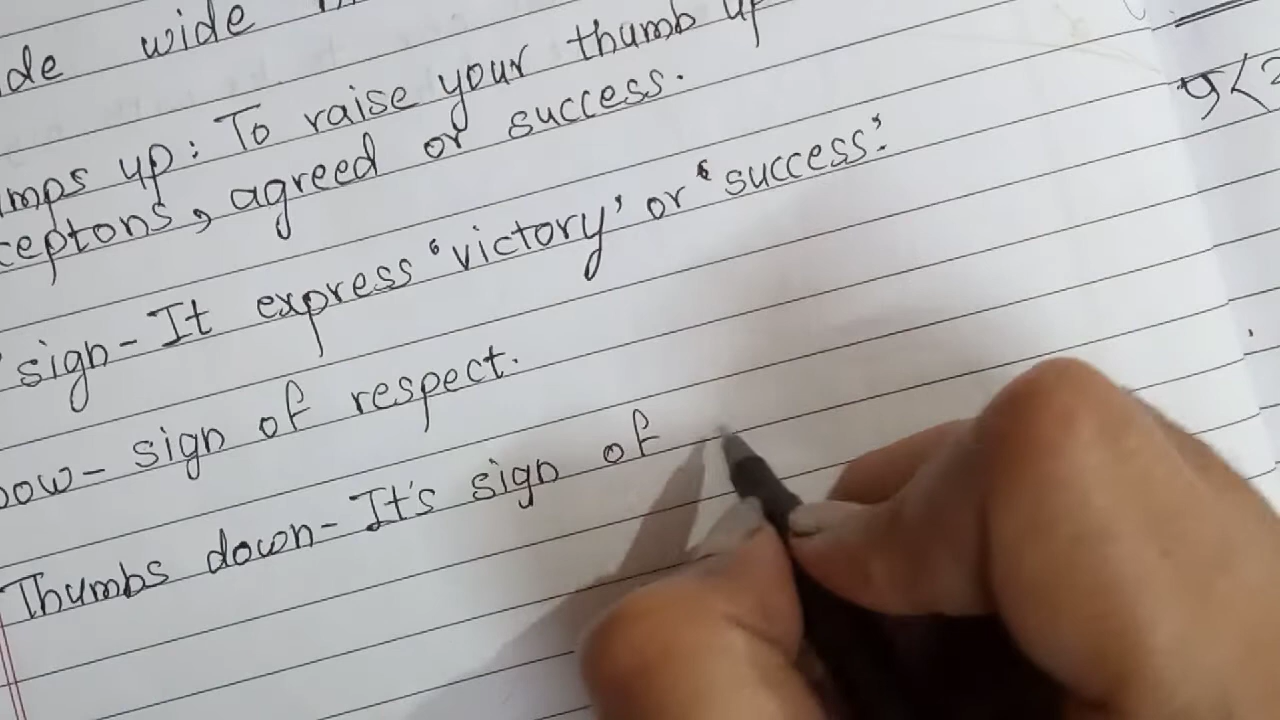 de wide
mps up: To raise your thumb up
ceptons, agreed or success.
sign- It express 'victory' or 'success'.
bow- sign of respect.
Thumbs down- It's sign of